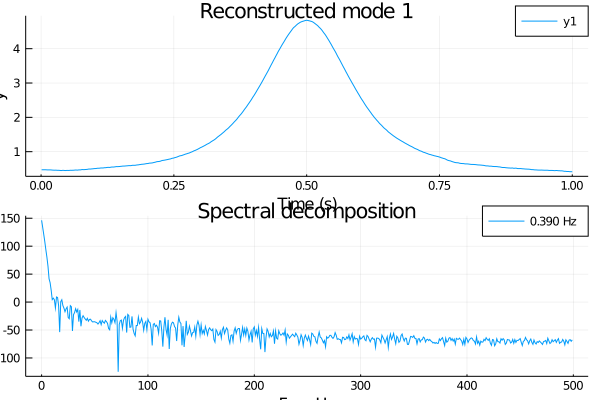 Reconstructed mode 1
y1
4
3
2
1
y
0.00 0.25 0.50 0.75 1.00
Time (s)
Spectral decomposition
0.390 Hz
150
100
50
0
-50
100
0 100 200 300 400 500